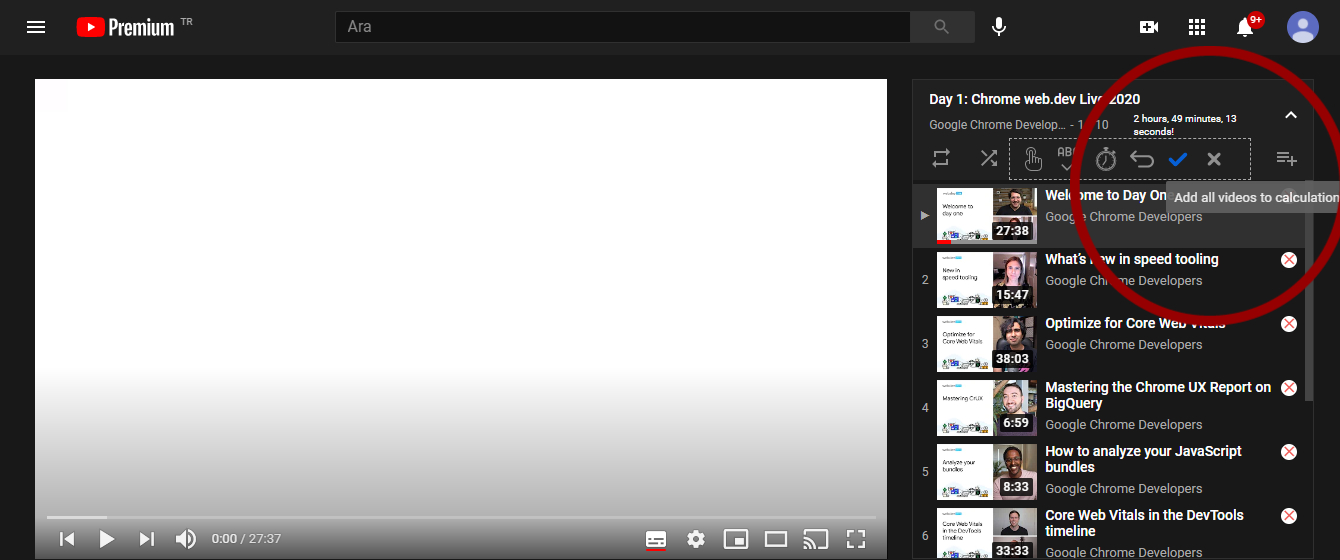 Premium TR
Ara
9+
Day 1: Chrome web.dev Live 2020
Google Chrome Develop... - 1 / 10
2 hours, 49 minutes, 13
seconds!
ABC
Add all videos to calculation
Welcome to day one
27:38
Welcome to Day One
Google Chrome Developers
2
New in
speed tooling
15:47
What's new in speed tooling
Google Chrome Developers
3
Optimize for
Core Web Vitals
38:03
Optimize for Core Web Vitals
Google Chrome Developers
4
Mastering CrUX
6:59
Mastering the Chrome UX Report on
BigQuery
Google Chrome Developers
5
Analyze your
bundles
8:33
How to analyze your JavaScript
bundles
Google Chrome Developers
6
Core Web Vitals
in the DevTools
timeline
33:33
Core Web Vitals in the DevTools
timeline
Google Chrome Developers
0:00 / 27:37